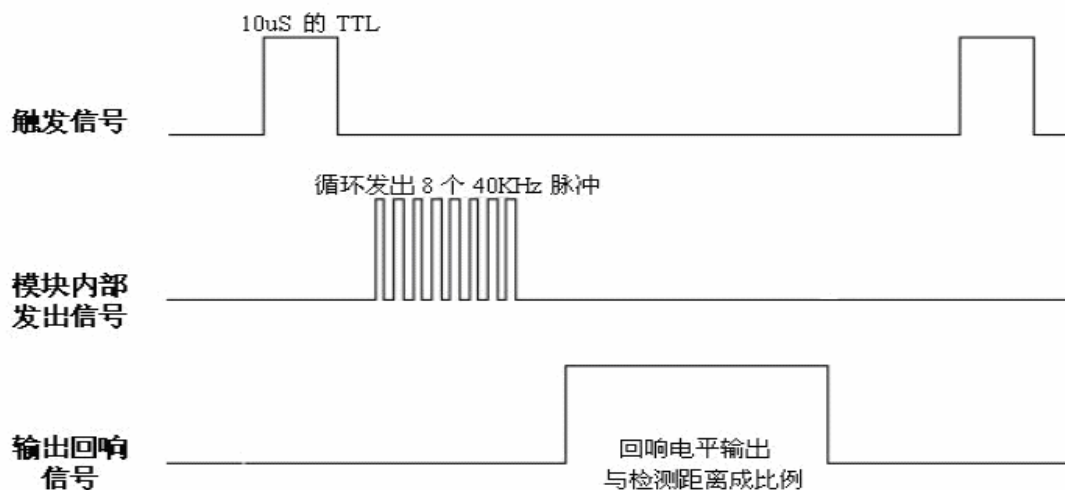 10uS 的 TTL
触发信号
循环发出 8 个 40KHz 脉冲
模块内部
发出信号
输出回响
信号
回响电平输出
与检测距离成比例